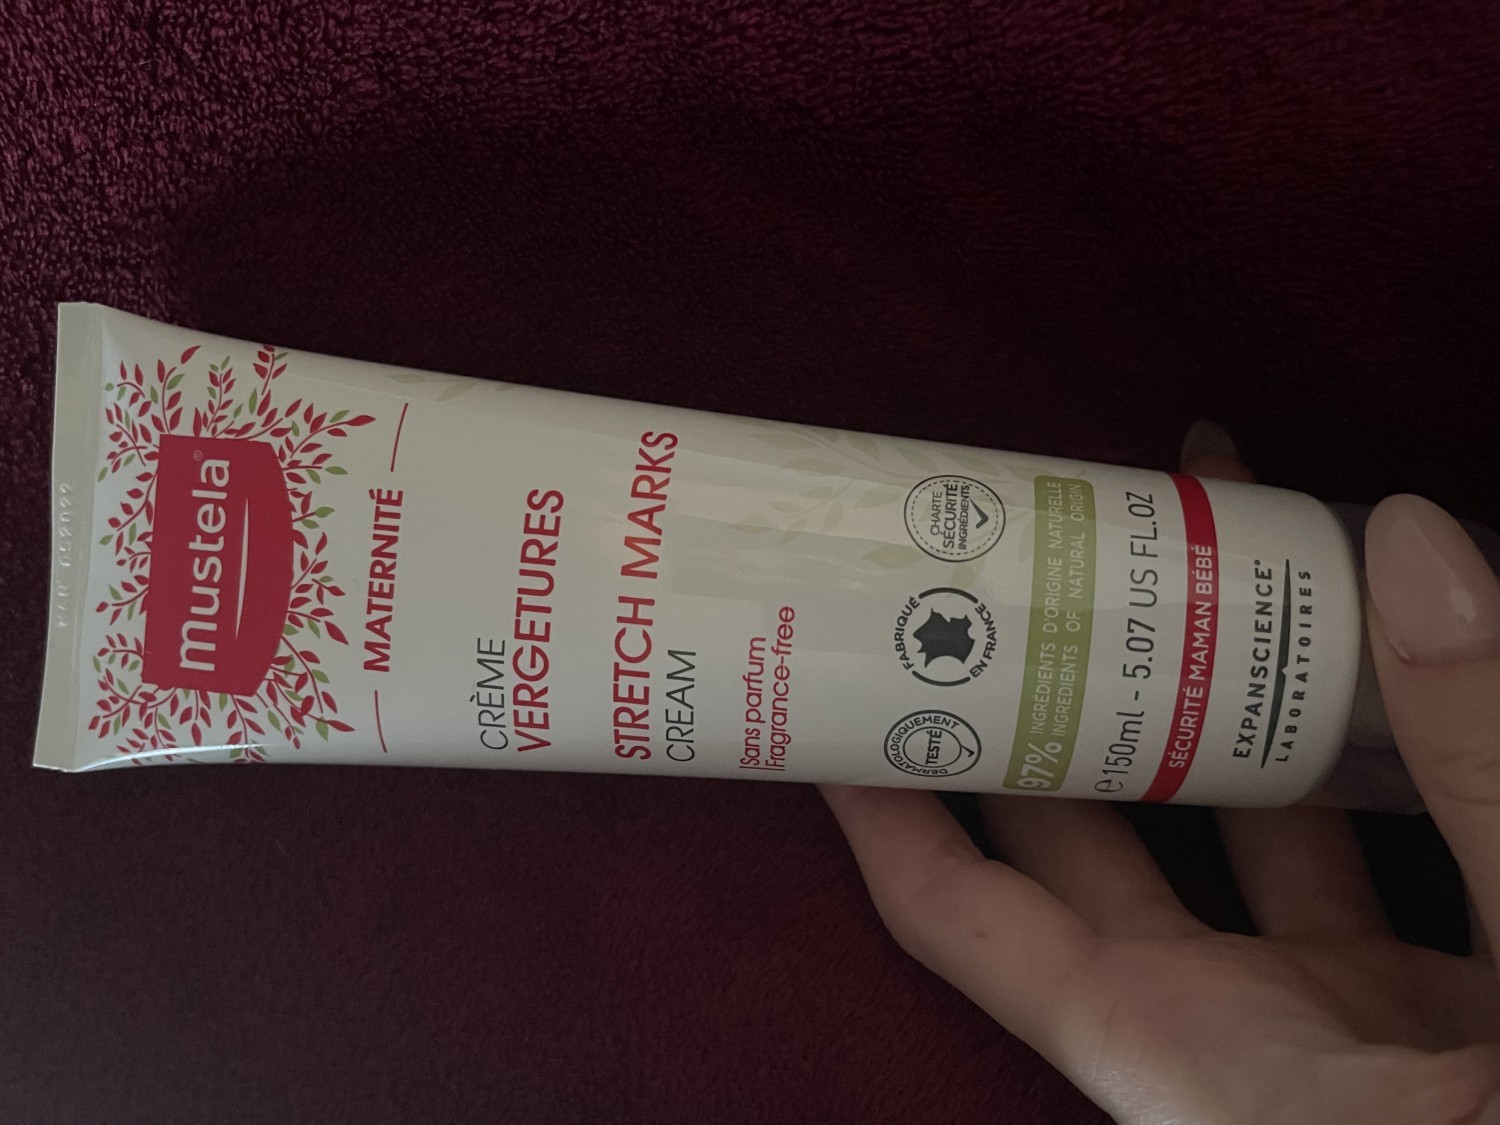 MAN 052022
mustela®
MATERNITÉ
CRÈME
VERGETURES
STRETCH MARKS
CREAM
Sans parfum
Fragrance-free
DERMATOLOGIQUEMENT
TESTÉ
FABRIQUÉ
EN FRANCE
CHARTE
SÉCURITÉ
INGRÉDIENTS
97% INGRÉDIENTS D'ORIGINE NATURELLE
INGREDIENTS OF NATURAL ORIGIN
℮150ml - 5.07 US FL.OZ
SÉCURITÉ MAMAN BÉBÉ
EXPANSCIENCE®
LABORATOIRES